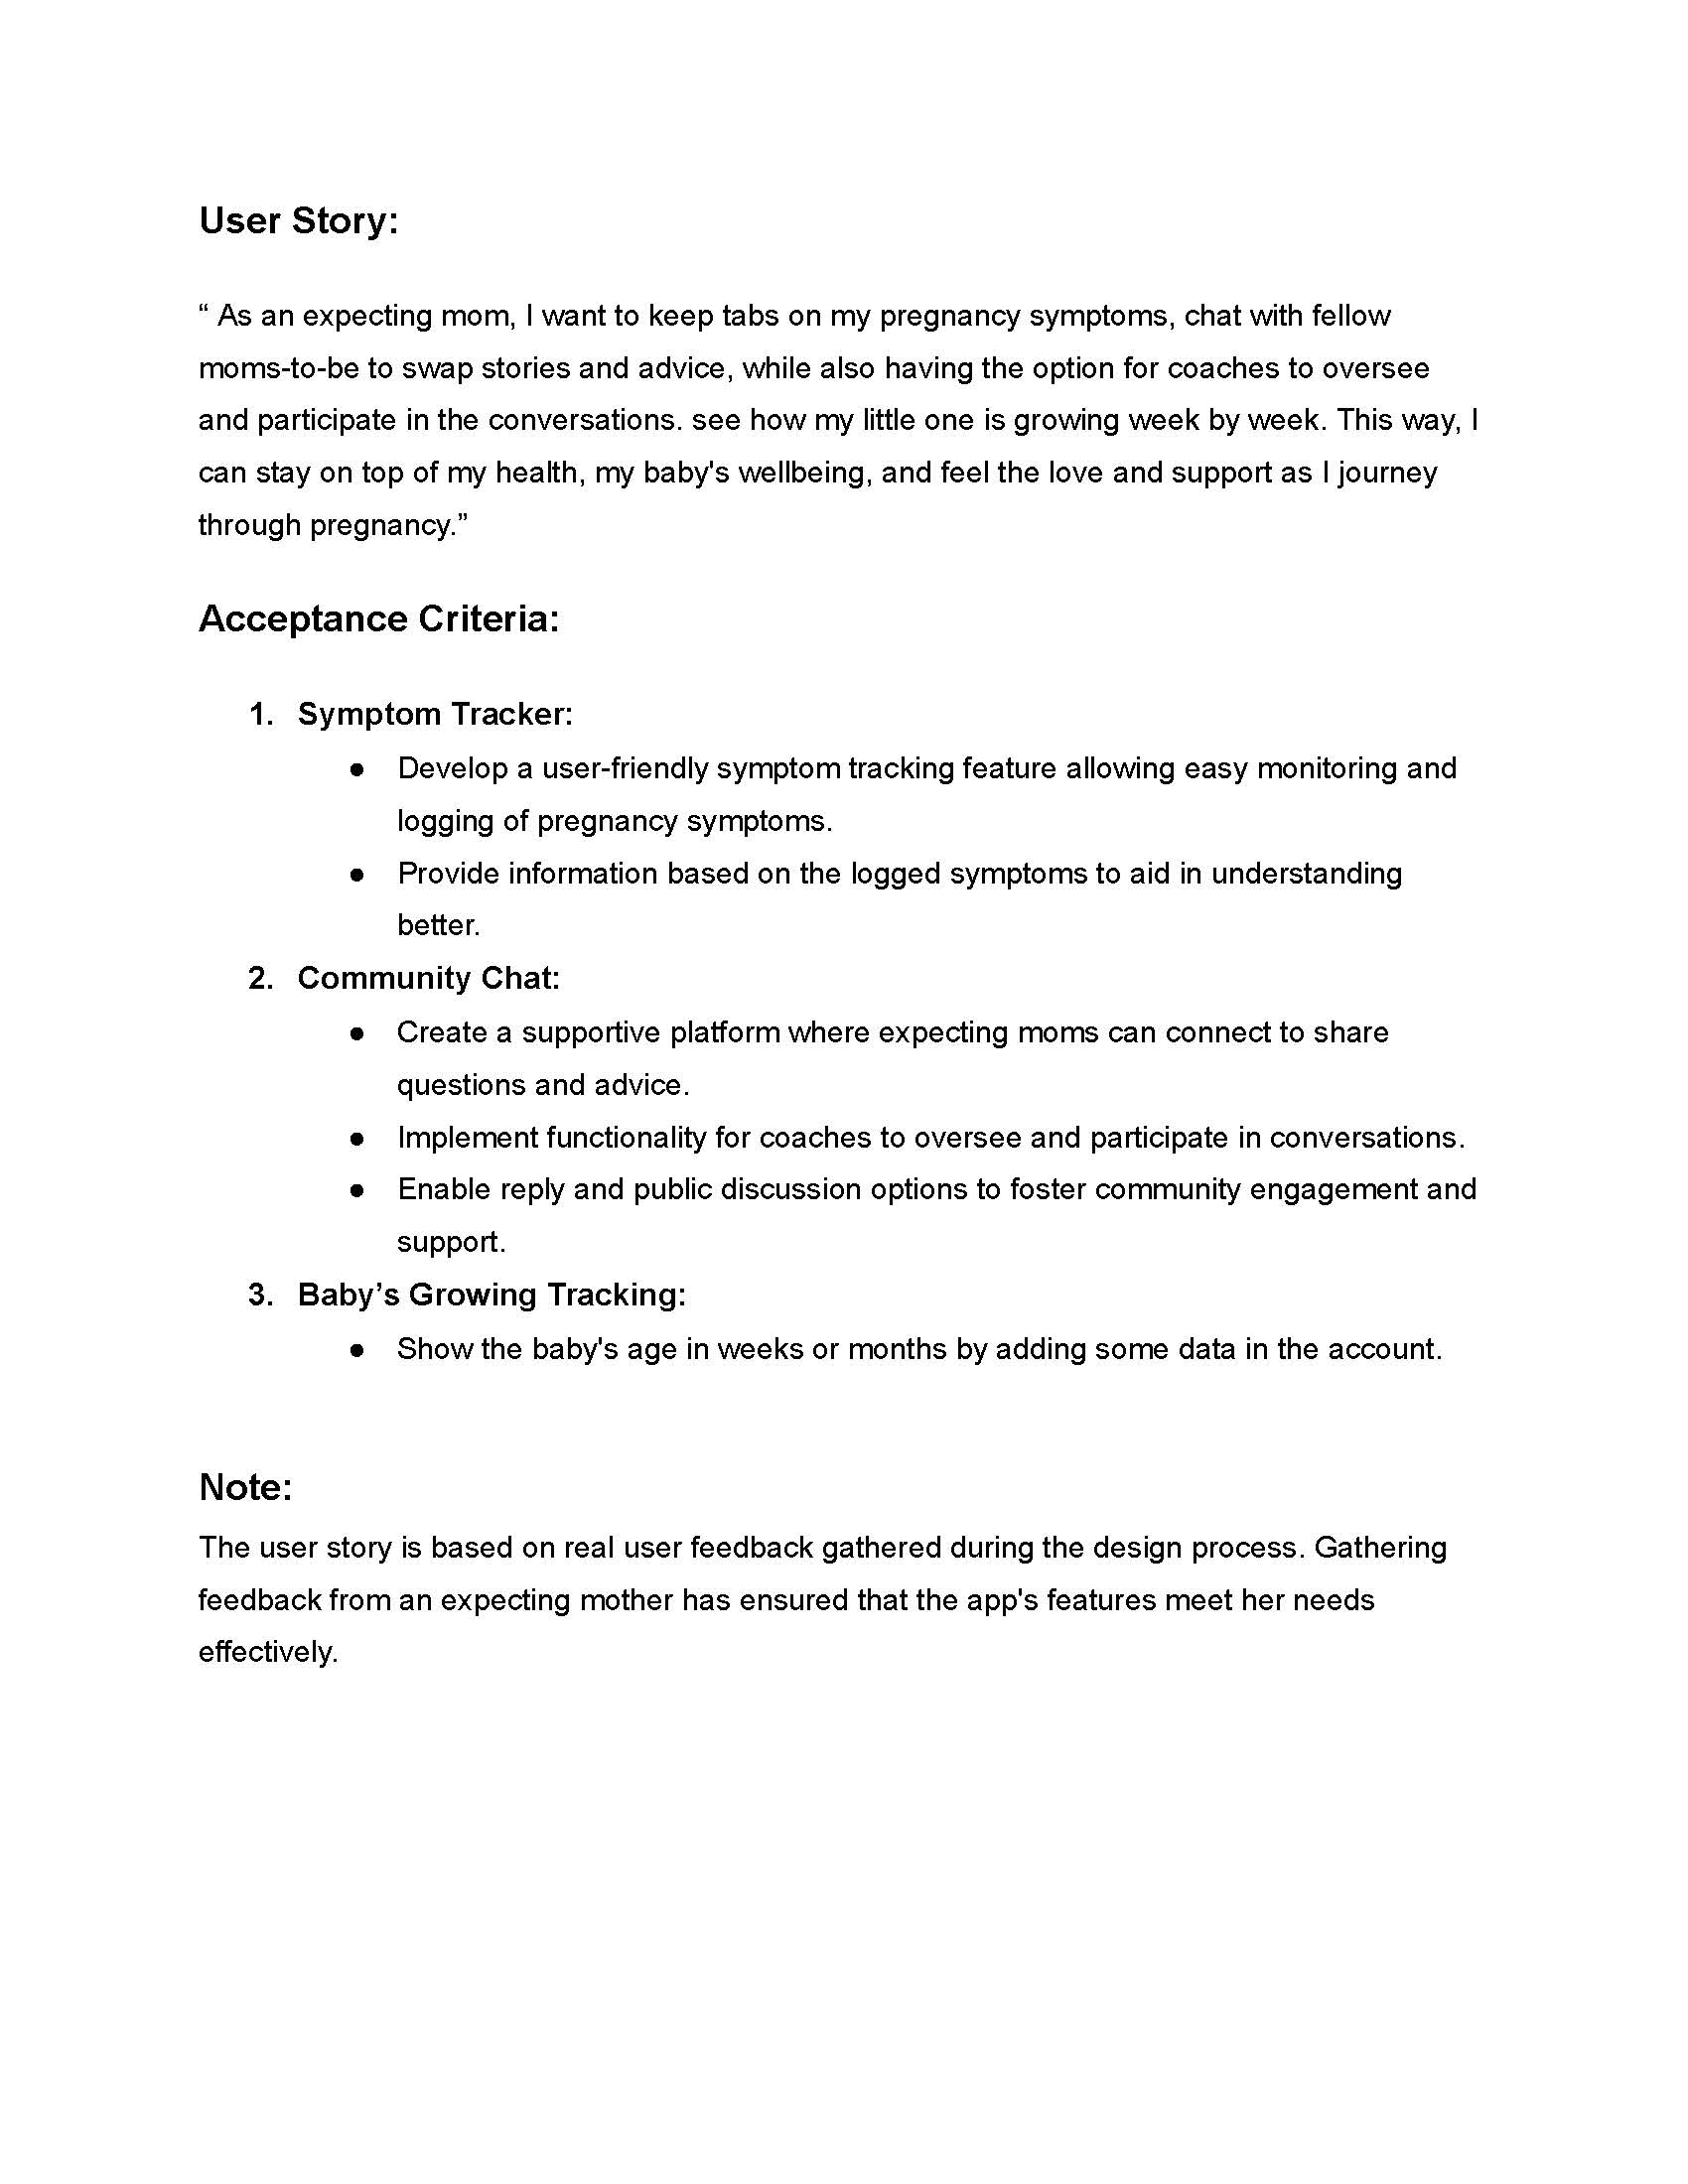 User Story:
“ As an expecting mom, I want to keep tabs on my pregnancy symptoms, chat with fellow
moms-to-be to swap stories and advice, while also having the option for coaches to oversee
and participate in the conversations. see how my little one is growing week by week. This way, I
can stay on top of my health, my baby's wellbeing, and feel the love and support as I journey
through pregnancy.”
Acceptance Criteria:
1. Symptom Tracker:
● Develop a user-friendly symptom tracking feature allowing easy monitoring and
logging of pregnancy symptoms.
● Provide information based on the logged symptoms to aid in understanding
better.
2. Community Chat:
● Create a supportive platform where expecting moms can connect to share
questions and advice.
● Implement functionality for coaches to oversee and participate in conversations.
● Enable reply and public discussion options to foster community engagement and
support.
3. Baby’s Growing Tracking:
● Show the baby's age in weeks or months by adding some data in the account.
Note:
The user story is based on real user feedback gathered during the design process. Gathering
feedback from an expecting mother has ensured that the app's features meet her needs
effectively.